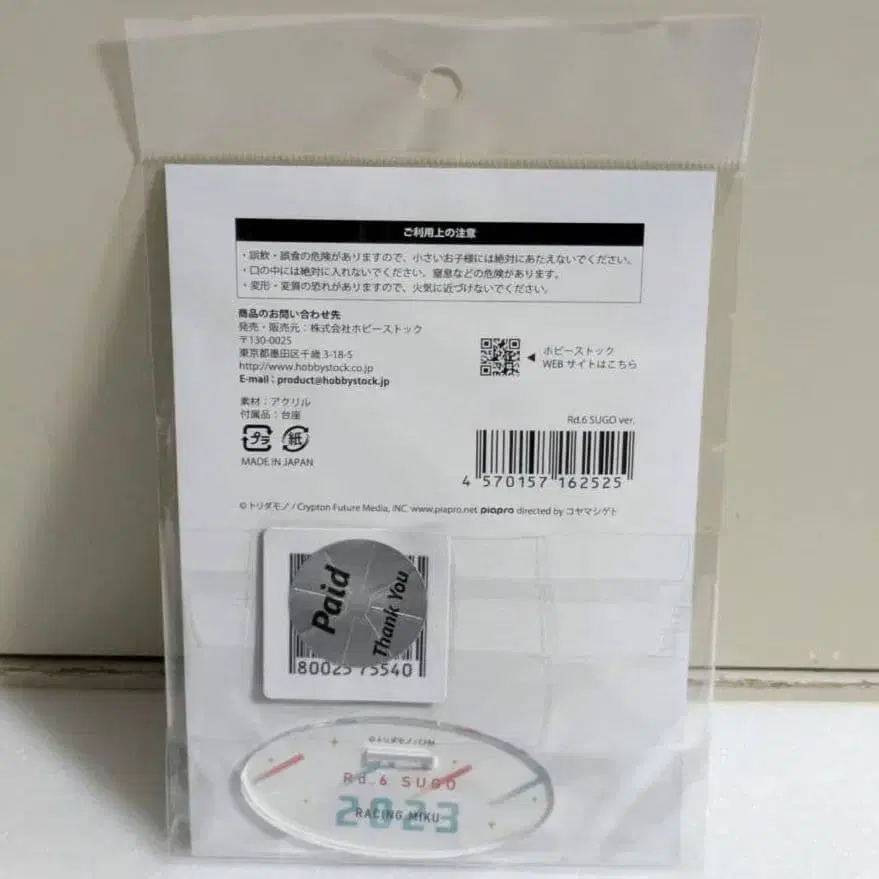 ご利用上の注意
・誤飲・誤食の危険がありますので、小さいお子様には絶対にあたえないでください。
・口の中には絶対に入れないでください。窒息などの危険があります。
・変形・変質の恐れがありますので、火気に近づけないでください。
商品のお問い合わせ先
発売・販売元：株式会社ホビーストック
〒130-0025
東京都墨田区千歳 3-18-5
http://www.hobbystock.co.jp
E-mail：product@hobbystock.jp
ホビーストック
WEB サイトはこちら
素材：アクリル
付属品：台座
プラ
紙
MADE IN JAPAN
Rd.6 SUGO ver.
4 570157 162525
© トリダモノ / Crypton Future Media, INC. www.piapro.net piapro directed by コヤマシゲト
Paid
Thank You
80025 75540
©トリダモノ/CFM
Rd.6 SUGO
2023
RACING MIKU